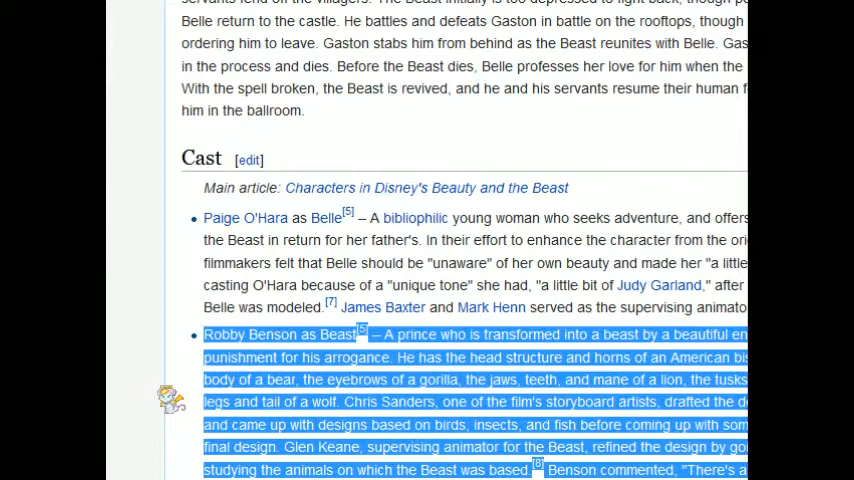 servants fend off the villagers. The Beast initially is too depressed to fight back, though
Belle return to the castle. He battles and defeats Gaston in battle on the rooftops, though
ordering him to leave. Gaston stabs him from behind as the Beast reunites with Belle. Gas
in the process and dies. Before the Beast dies, Belle professes her love for him when the
With the spell broken, the Beast is revived, and he and his servants resume their human f
him in the ballroom.
Cast [edit]
Main article: Characters in Disney's Beauty and the Beast
• Paige O'Hara as Belle[5] – A bibliophilic young woman who seeks adventure, and offers
the Beast in return for her father's. In their effort to enhance the character from the ori
filmmakers felt that Belle should be "unaware" of her own beauty and made her "a little
casting O'Hara because of a "unique tone" she had, "a little bit of Judy Garland," after
Belle was modeled.[7] James Baxter and Mark Henn served as the supervising animato
• Robby Benson as Beast[5] – A prince who is transformed into a beast by a beautiful en
punishment for his arrogance. He has the head structure and horns of an American bis
body of a bear, the eyebrows of a gorilla, the jaws, teeth, and mane of a lion, the tusks
legs and tail of a wolf. Chris Sanders, one of the film's storyboard artists, drafted the d
and came up with designs based on birds, insects, and fish before coming up with som
final design. Glen Keane, supervising animator for the Beast, refined the design by go
studying the animals on which the Beast was based.[8] Benson commented, "There's a